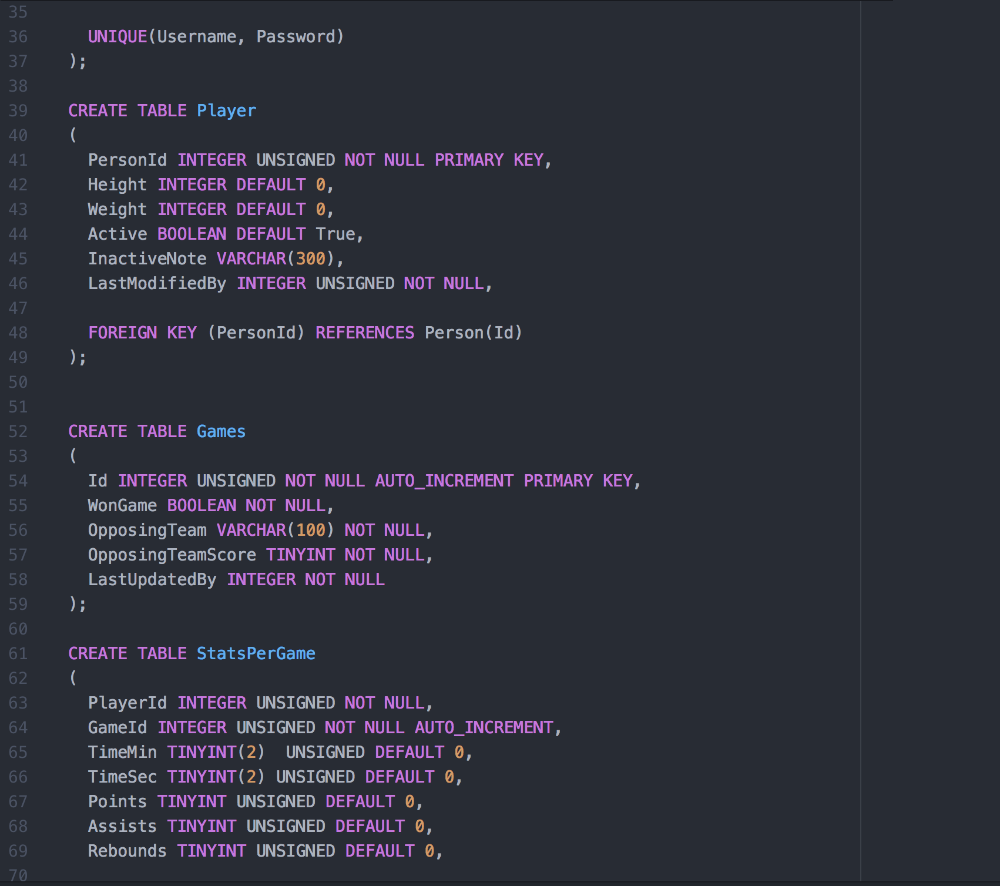 35
36 UNIQUE(Username, Password)
37 );
38
39 CREATE TABLE Player
40 (
41 PersonId INTEGER UNSIGNED NOT NULL PRIMARY KEY,
42 Height INTEGER DEFAULT 0,
43 Weight INTEGER DEFAULT 0,
44 Active BOOLEAN DEFAULT True,
45 InactiveNote VARCHAR(300),
46 LastModifiedBy INTEGER UNSIGNED NOT NULL,
47
48 FOREIGN KEY (PersonId) REFERENCES Person(Id)
49 );
50
51
52 CREATE TABLE Games
53 (
54 Id INTEGER UNSIGNED NOT NULL AUTO_INCREMENT PRIMARY KEY,
55 WonGame BOOLEAN NOT NULL,
56 OpposingTeam VARCHAR(100) NOT NULL,
57 OpposingTeamScore TINYINT NOT NULL,
58 LastUpdatedBy INTEGER NOT NULL
59 );
60
61 CREATE TABLE StatsPerGame
62 (
63 PlayerId INTEGER UNSIGNED NOT NULL,
64 GameId INTEGER UNSIGNED NOT NULL AUTO_INCREMENT,
65 TimeMin TINYINT(2)  UNSIGNED DEFAULT 0,
66 TimeSec TINYINT(2) UNSIGNED DEFAULT 0,
67 Points TINYINT UNSIGNED DEFAULT 0,
68 Assists TINYINT UNSIGNED DEFAULT 0,
69 Rebounds TINYINT UNSIGNED DEFAULT 0,
70